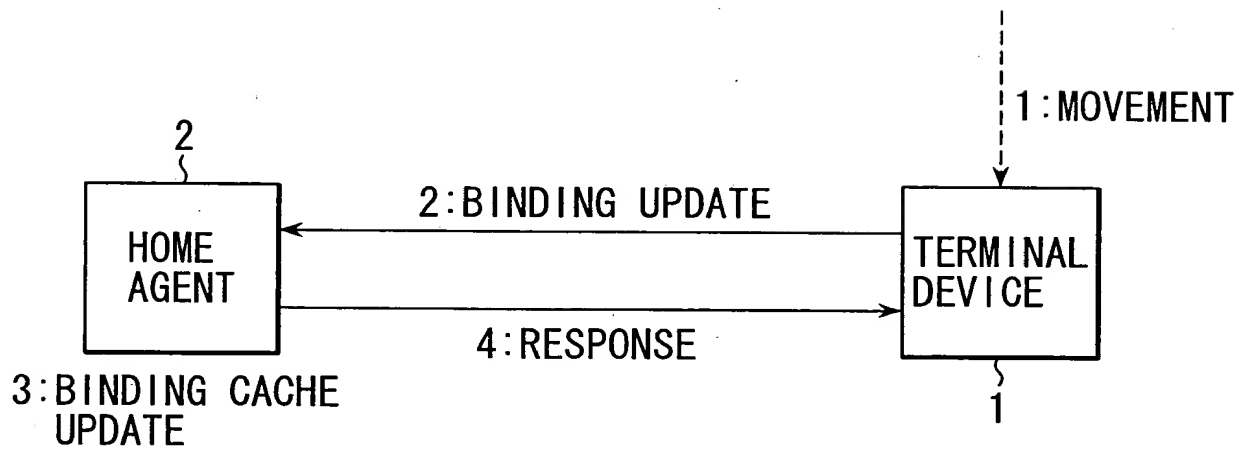 1:MOVEMENT
2
2:BINDING UPDATE
HOME
AGENT
TERMINAL
DEVICE
4:RESPONSE
3:BINDING CACHE
UPDATE
1